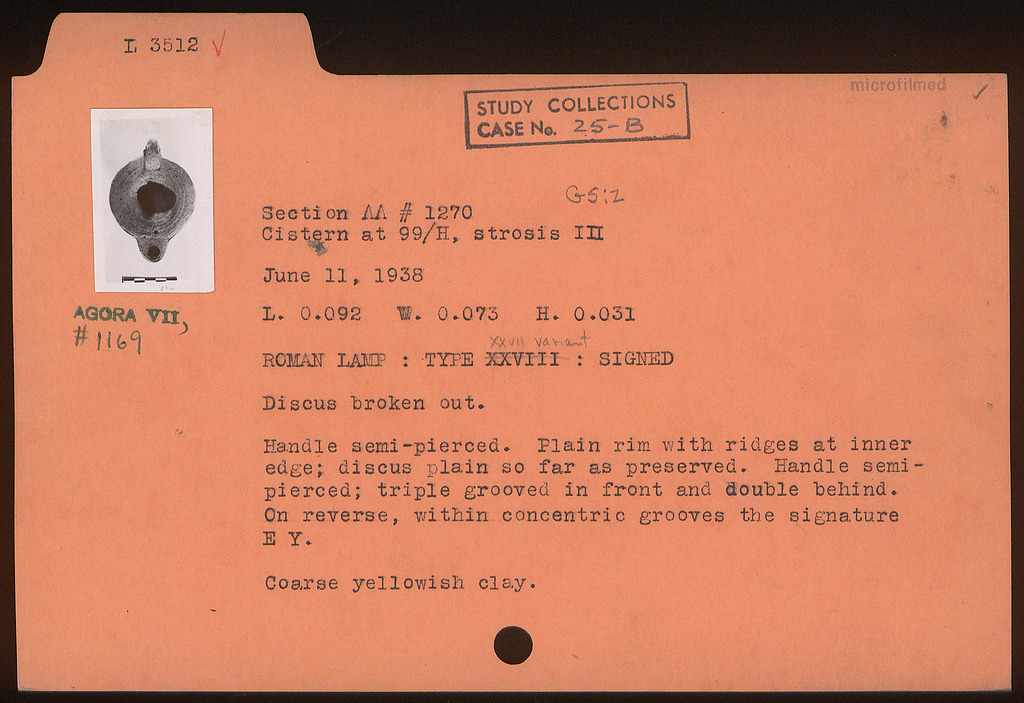 L 3512 √
microfilmed ✓
STUDY COLLECTIONS
CASE No. 25-B
G5:2
Section ΑΑ # 1270
Cistern at 99/H, strosis III
June 11, 1938
AGORA VII,
# 1169
L. 0.092 W. 0.073 H. 0.031
XXVII variant
ROMAN LAMP : TYPE XXVIII : SIGNED
Discus broken out.
Handle semi-pierced. Plain rim with ridges at inner
edge; discus plain so far as preserved. Handle semi-
pierced; triple grooved in front and double behind.
On reverse, within concentric grooves the signature
E Y.
Coarse yellowish clay.